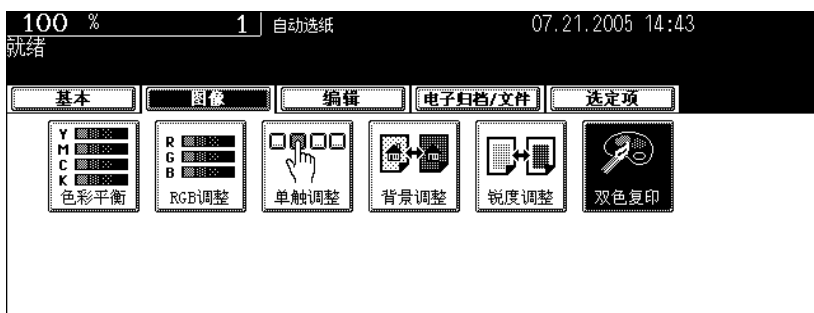 100 % 1 自动选纸 07.21.2005 14:43
就绪
基本 图像 编辑 电子归档/文件 选定项
Y
M
C
K
色彩平衡
R
G
B
RGB调整
单触调整
背景调整
锐度调整
双色复印